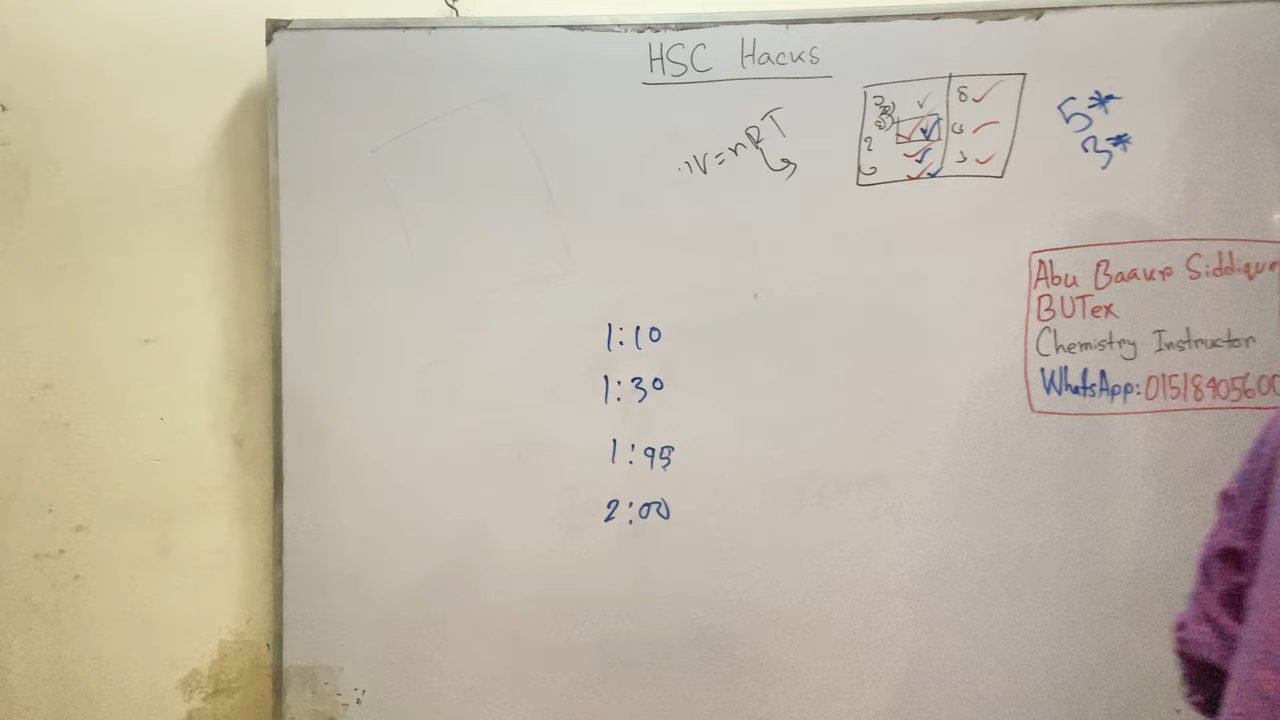 HSC Hacks
V=nRT
8
5*
3*
Abu Baakr Siddique
BUTex
Chemistry Instructor
WhatsApp: 01518405600
1:10
1:30
1:45
2:00